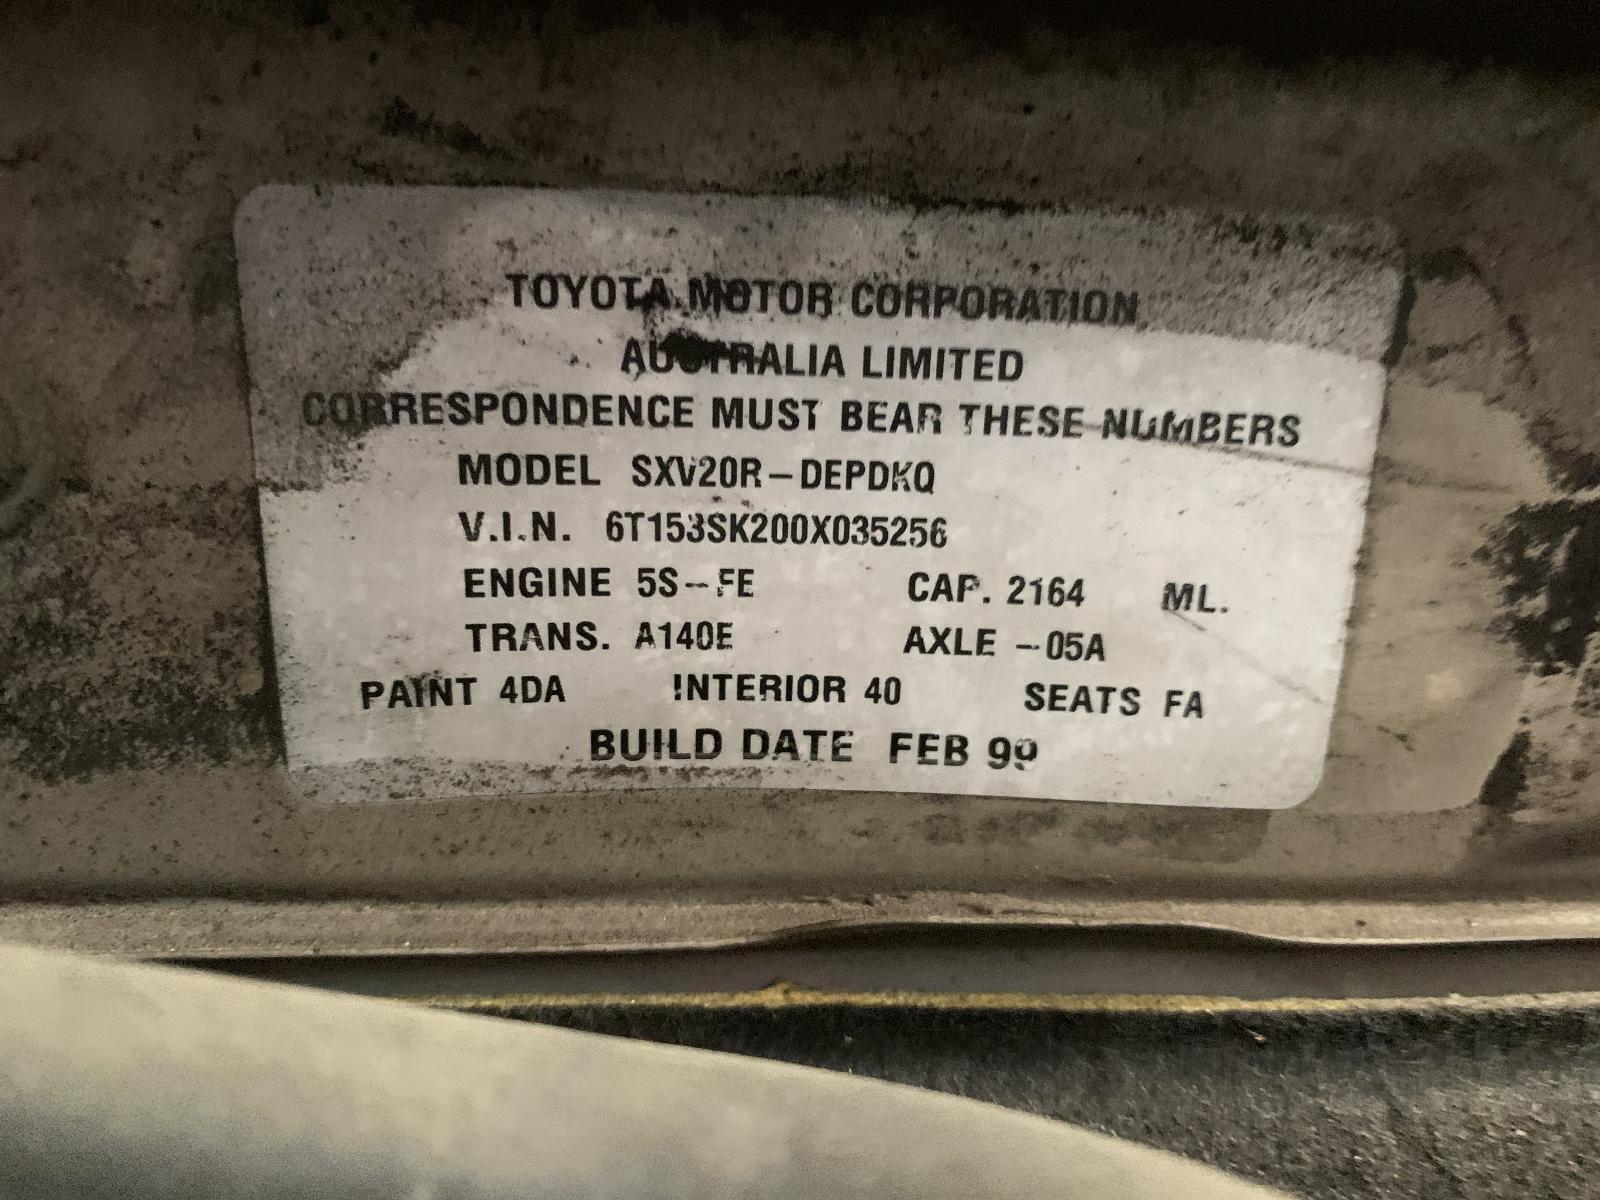 TOYOTA MOTOR CORPORATION
AUSTRALIA LIMITED
CORRESPONDENCE MUST BEAR THESE NUMBERS
MODEL SXV20R-DEPDKQ
V.I.N. 6T153SK200X035256
ENGINE 5S-FE CAP. 2164 ML.
TRANS. A140E AXLE -05A
PAINT 4DA INTERIOR 40 SEATS FA
BUILD DATE FEB 99